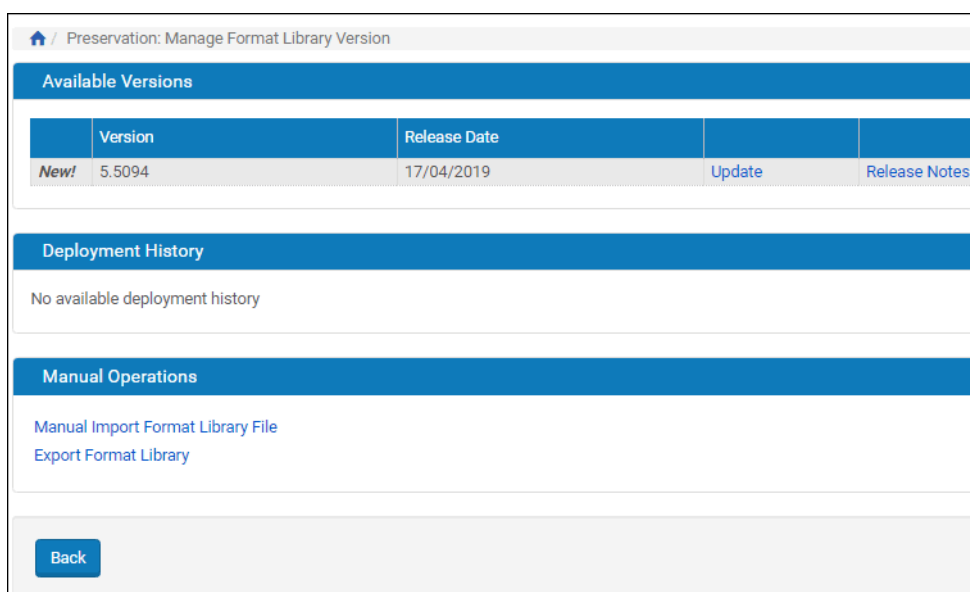 / Preservation: Manage Format Library Version
Available Versions
Version Release Date
New! 5.5094 17/04/2019 Update Release Notes
Deployment History
No available deployment history
Manual Operations
Manual Import Format Library File
Export Format Library
Back